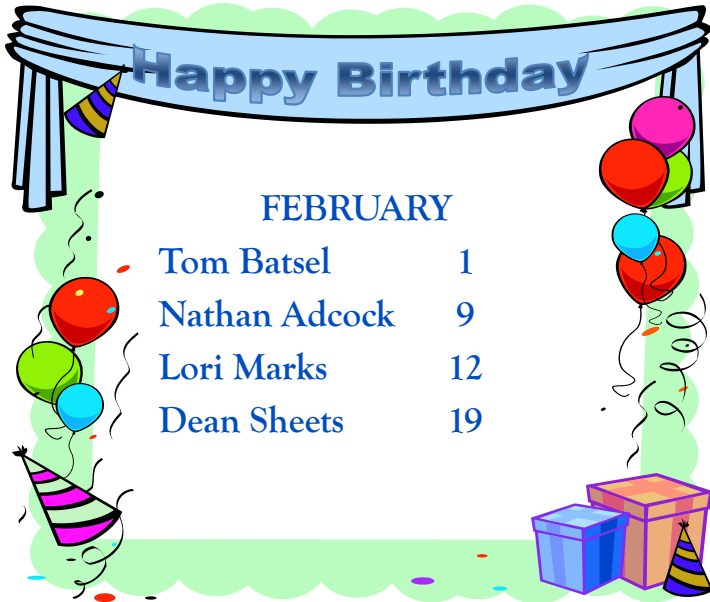 Happy Birthday
FEBRUARY
Tom Batsel 1
Nathan Adcock 9
Lori Marks 12
Dean Sheets 19